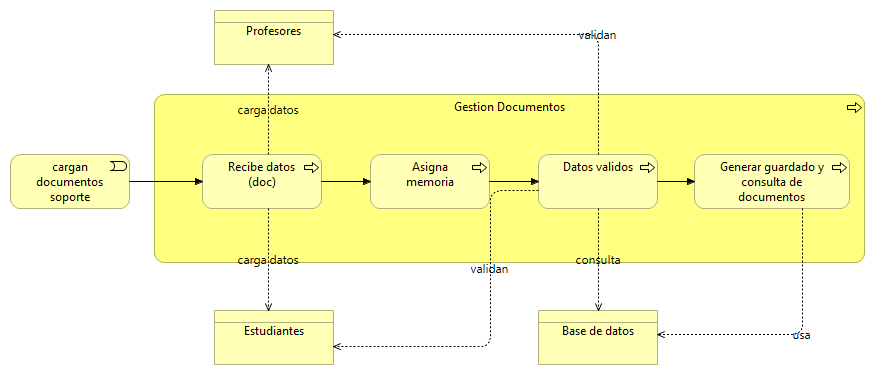 Profesores
validan
carga datos
Gestion Documentos
cargan
documentos
soporte
Recibe datos
(doc)
Asigna
memoria
Datos validos
Generar guardado y
consulta de
documentos
carga datos
validan
consulta
Estudiantes
Base de datos
usa